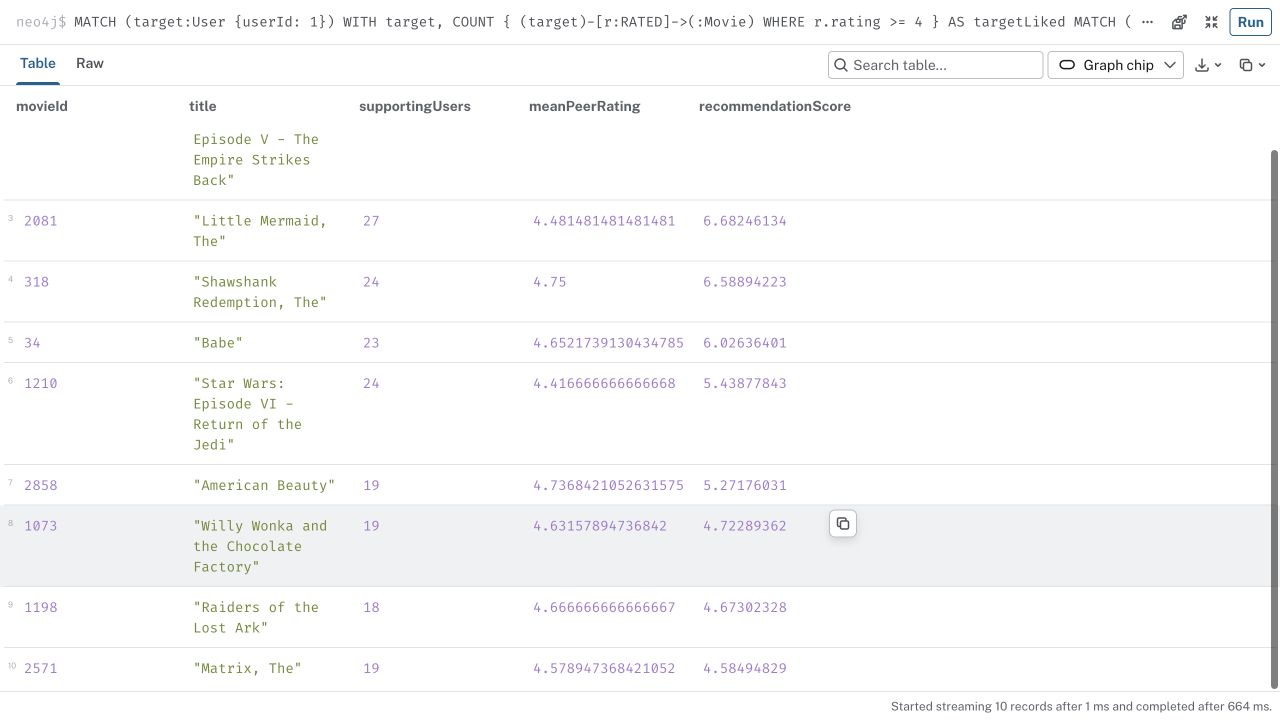 neo4j$ MATCH (target:User {userId: 1}) WITH target, COUNT { (target)-[r:RATED]->(:Movie) WHERE r.rating >= 4 } AS targetLiked MATCH ( ··· Run
Table Raw Search table... Graph chip
movieId title supportingUsers meanPeerRating recommendationScore
Episode V - The
Empire Strikes
Back"
3 2081 "Little Mermaid, 27 4.481481481481481 6.68246134
The"
4 318 "Shawshank 24 4.75 6.58894223
Redemption, The"
5 34 "Babe" 23 4.6521739130434785 6.02636401
6 1210 "Star Wars: 24 4.416666666666668 5.43877843
Episode VI -
Return of the
Jedi"
7 2858 "American Beauty" 19 4.7368421052631575 5.27176031
8 1073 "Willy Wonka and 19 4.63157894736842 4.72289362
the Chocolate
Factory"
9 1198 "Raiders of the 18 4.666666666666667 4.67302328
Lost Ark"
10 2571 "Matrix, The" 19 4.578947368421052 4.58494829
Started streaming 10 records after 1 ms and completed after 664 ms.